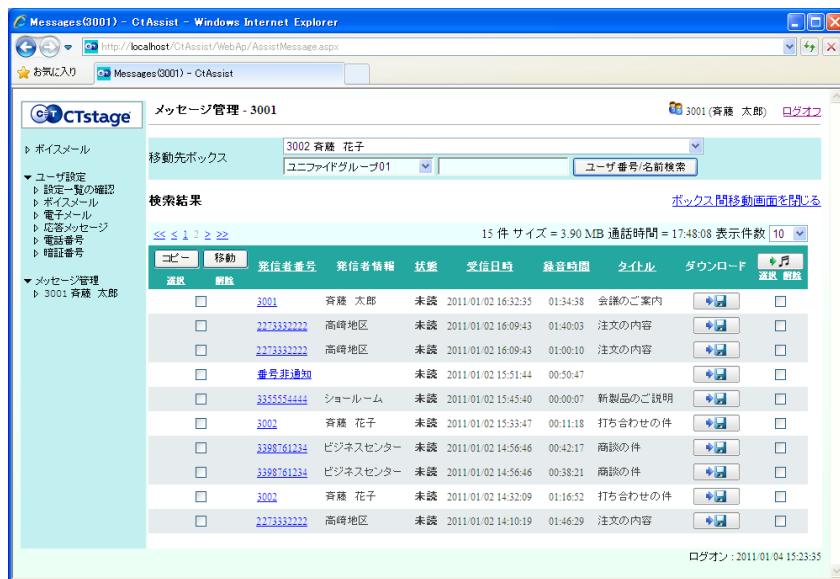 Messages(3001) - CtAssist - Windows Internet Explorer
http://localhost/CtAssist/WebAp/AssistMessage.aspx
お気に入り Messages(3001) - CtAssist
CTstage
メッセージ管理 - 3001
3001 (斉藤 太郎) ログオフ
ボイスメール
ユーザ設定
設定一覧の確認
ボイスメール
電子メール
応答メッセージ
電話番号
暗証番号
メッセージ管理
3001 斉藤 太郎
移動先ボックス 3002 斉藤 花子
ユニファイドグループ01 ユーザ番号/名前検索
検索結果 ボックス間移動画面を閉じる
<< ≤ 1 2 ≥ >> 15 件 サイズ = 3.90 MB 通話時間 = 17:48:08 表示件数 10
コピー 移動 発信者番号 発信者情報 状態 受信日時 録音時間 タイトル ダウンロード
選択 解除 選択 解除
3001 斉藤 太郎 未読 2011/01/02 16:32:35 01:34:38 会議のご案内
2273332222 高崎地区 未読 2011/01/02 16:09:43 01:40:03 注文の内容
2273332222 高崎地区 未読 2011/01/02 16:09:43 01:00:10 注文の内容
番号非通知 未読 2011/01/02 15:51:44 00:50:47
3355554444 ショールーム 未読 2011/01/02 15:45:40 00:00:07 新製品のご説明
3002 斉藤 花子 未読 2011/01/02 15:33:47 00:11:18 打ち合わせの件
3398761234 ビジネスセンター 未読 2011/01/02 14:56:46 00:42:17 商談の件
3398761234 ビジネスセンター 未読 2011/01/02 14:56:46 00:38:21 商談の件
3002 斉藤 花子 未読 2011/01/02 14:32:09 01:16:52 打ち合わせの件
2273332222 高崎地区 未読 2011/01/02 14:10:19 01:46:29 注文の内容
ログオン : 2011/01/04 15:23:35